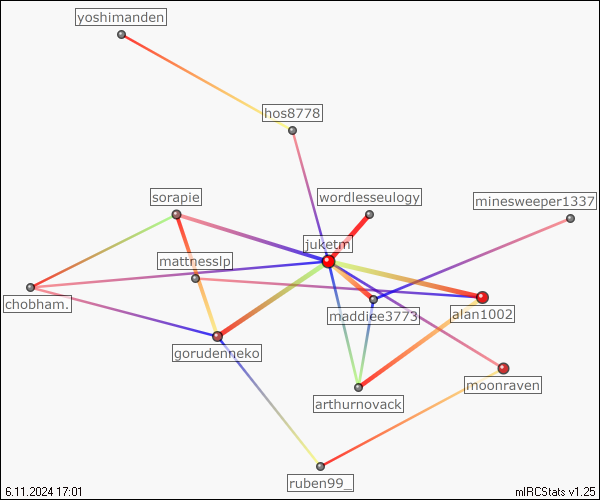 yoshimanden
hos8778
sorapie
wordlesseulogy
minesweeper1337
juketm
mattnesslp
chobham.
maddiee3773
alan1002
gorudenneko
moonraven
arthurnovack
ruben99_
6.11.2024 17:01
mIRCStats v1.25